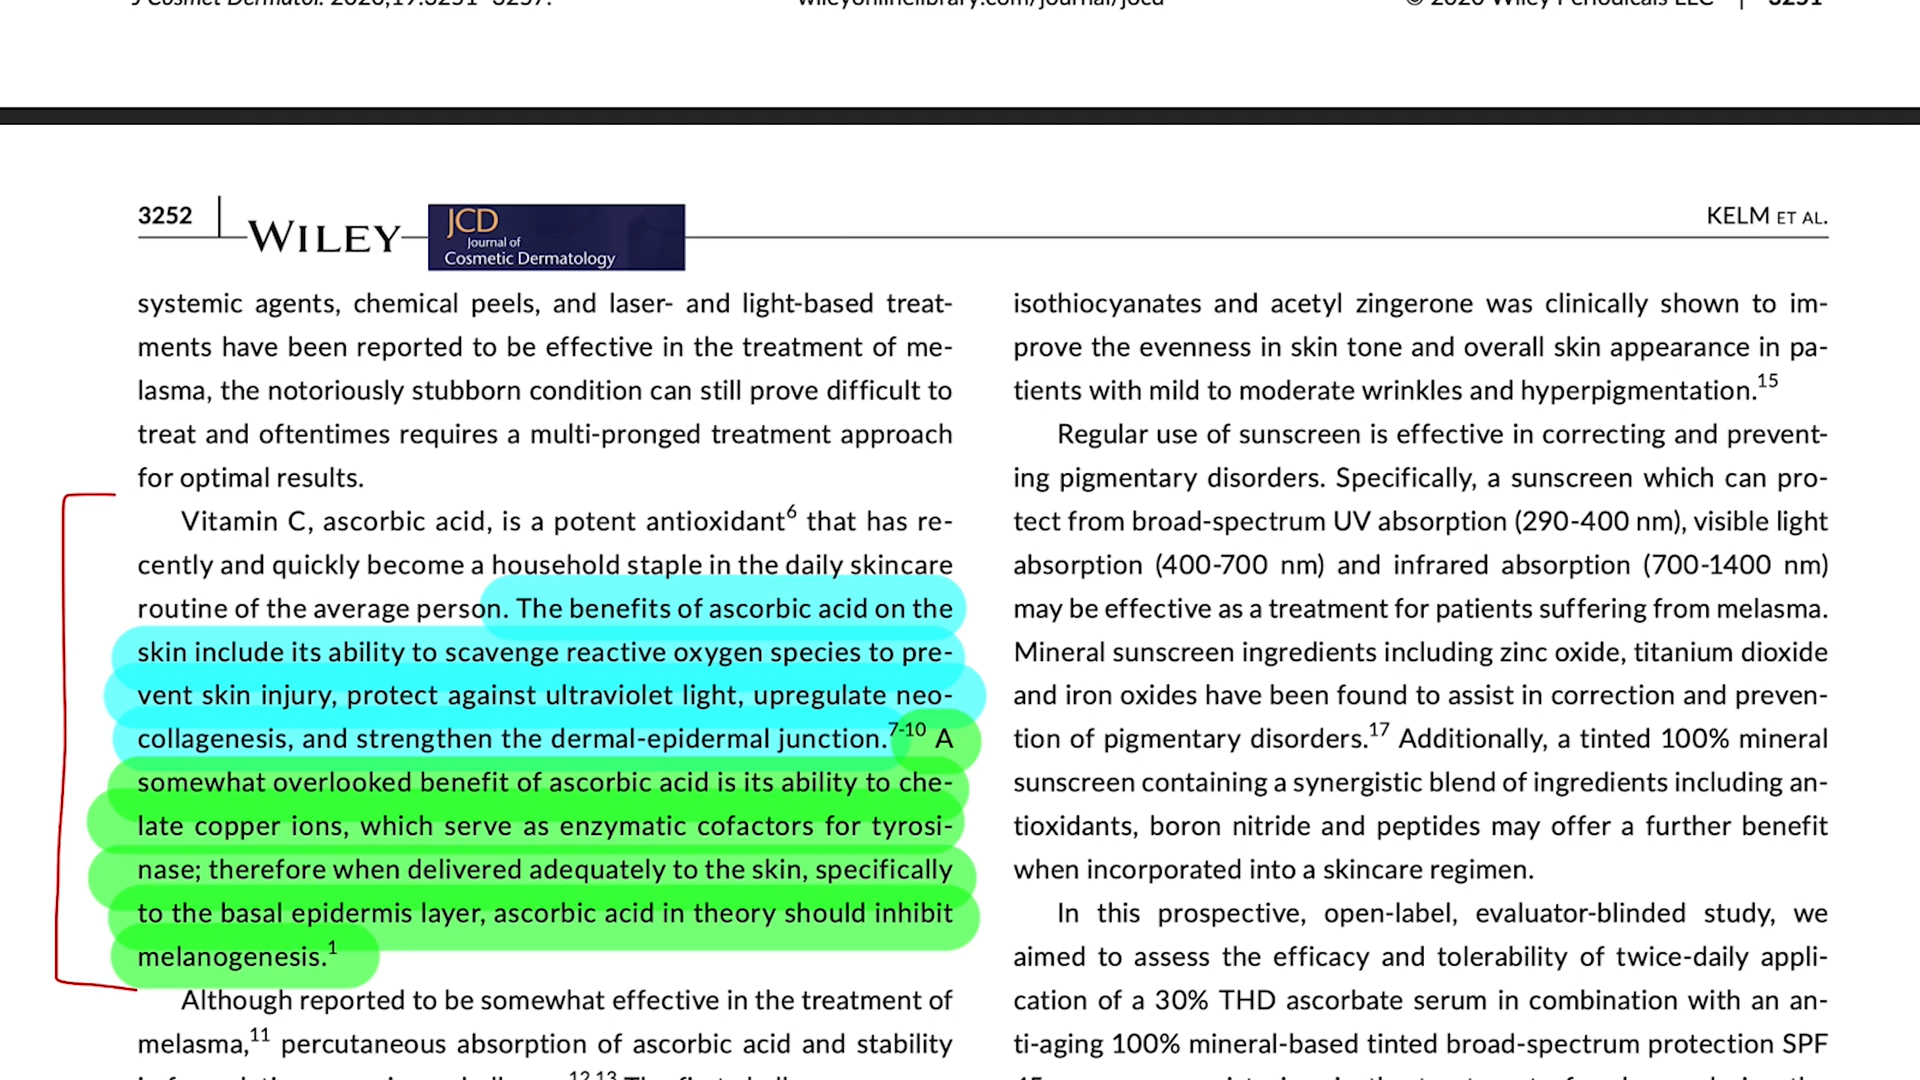 J Cosmet Dermatol. 2020;19:3251–3257.
wileyonlinelibrary.com/journal/jocd
© 2020 Wiley Periodicals LLC | 3251
3252
WILEY
JCD
Journal of
Cosmetic Dermatology
KELM ET AL.
systemic agents, chemical peels, and laser- and light-based treat-
ments have been reported to be effective in the treatment of me-
lasma, the notoriously stubborn condition can still prove difficult to
treat and oftentimes requires a multi-pronged treatment approach
for optimal results.
Vitamin C, ascorbic acid, is a potent antioxidant6 that has re-
cently and quickly become a household staple in the daily skincare
routine of the average person. The benefits of ascorbic acid on the
skin include its ability to scavenge reactive oxygen species to pre-
vent skin injury, protect against ultraviolet light, upregulate neo-
collagenesis, and strengthen the dermal-epidermal junction.7-10 A
somewhat overlooked benefit of ascorbic acid is its ability to che-
late copper ions, which serve as enzymatic cofactors for tyrosi-
nase; therefore when delivered adequately to the skin, specifically
to the basal epidermis layer, ascorbic acid in theory should inhibit
melanogenesis.1
Although reported to be somewhat effective in the treatment of
melasma,11 percutaneous absorption of ascorbic acid and stability
isothiocyanates and acetyl zingerone was clinically shown to im-
prove the evenness in skin tone and overall skin appearance in pa-
tients with mild to moderate wrinkles and hyperpigmentation.15
Regular use of sunscreen is effective in correcting and prevent-
ing pigmentary disorders. Specifically, a sunscreen which can pro-
tect from broad-spectrum UV absorption (290-400 nm), visible light
absorption (400-700 nm) and infrared absorption (700-1400 nm)
may be effective as a treatment for patients suffering from melasma.
Mineral sunscreen ingredients including zinc oxide, titanium dioxide
and iron oxides have been found to assist in correction and preven-
tion of pigmentary disorders.17 Additionally, a tinted 100% mineral
sunscreen containing a synergistic blend of ingredients including an-
tioxidants, boron nitride and peptides may offer a further benefit
when incorporated into a skincare regimen.
In this prospective, open-label, evaluator-blinded study, we
aimed to assess the efficacy and tolerability of twice-daily appli-
cation of a 30% THD ascorbate serum in combination with an an-
ti-aging 100% mineral-based tinted broad-spectrum protection SPF